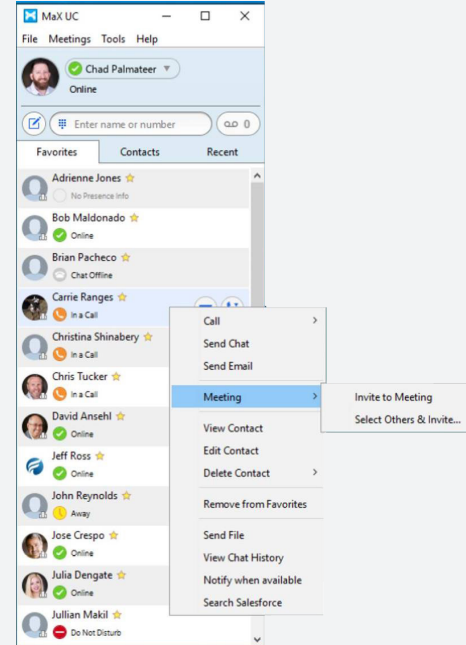 MaX UC
File Meetings Tools Help
Chad Palmateer
Online
Enter name or number
0
Favorites Contacts Recent
Adrienne Jones
No Presence Info
Bob Maldonado
Online
Brian Pacheco
Chat Offline
Carrie Ranges
In a Call
Christina Shinabery
In a Call
Chris Tucker
In a Call
David Ansehl
Online
Jeff Ross
Online
John Reynolds
Away
Jose Crespo
Online
Julia Dengate
Online
Jullian Makil
Do Not Disturb
Call
Send Chat
Send Email
Meeting
View Contact
Edit Contact
Delete Contact
Remove from Favorites
Send File
View Chat History
Notify when available
Search Salesforce
Invite to Meeting
Select Others & Invite...